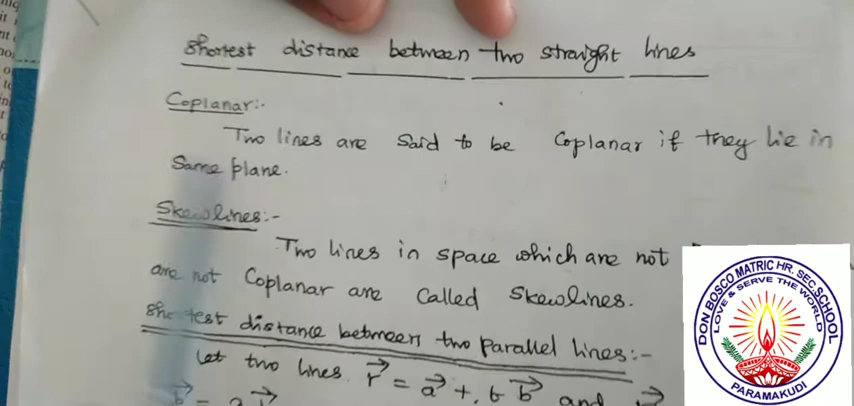 Shortest distance between two straight lines
Coplanar:-
Two lines are said to be Coplanar if they lie in
Same plane.
Skewlines:-
Two lines in space which are not
are not Coplanar are called Skewlines.
Shortest distance between two parallel lines:-
Let two lines r⃗ = a⃗ + t b⃗ and
DON BOSCO MATRIC HR. SEC. SCHOOL
LOVE & SERVE THE WORLD
PARAMAKUDI